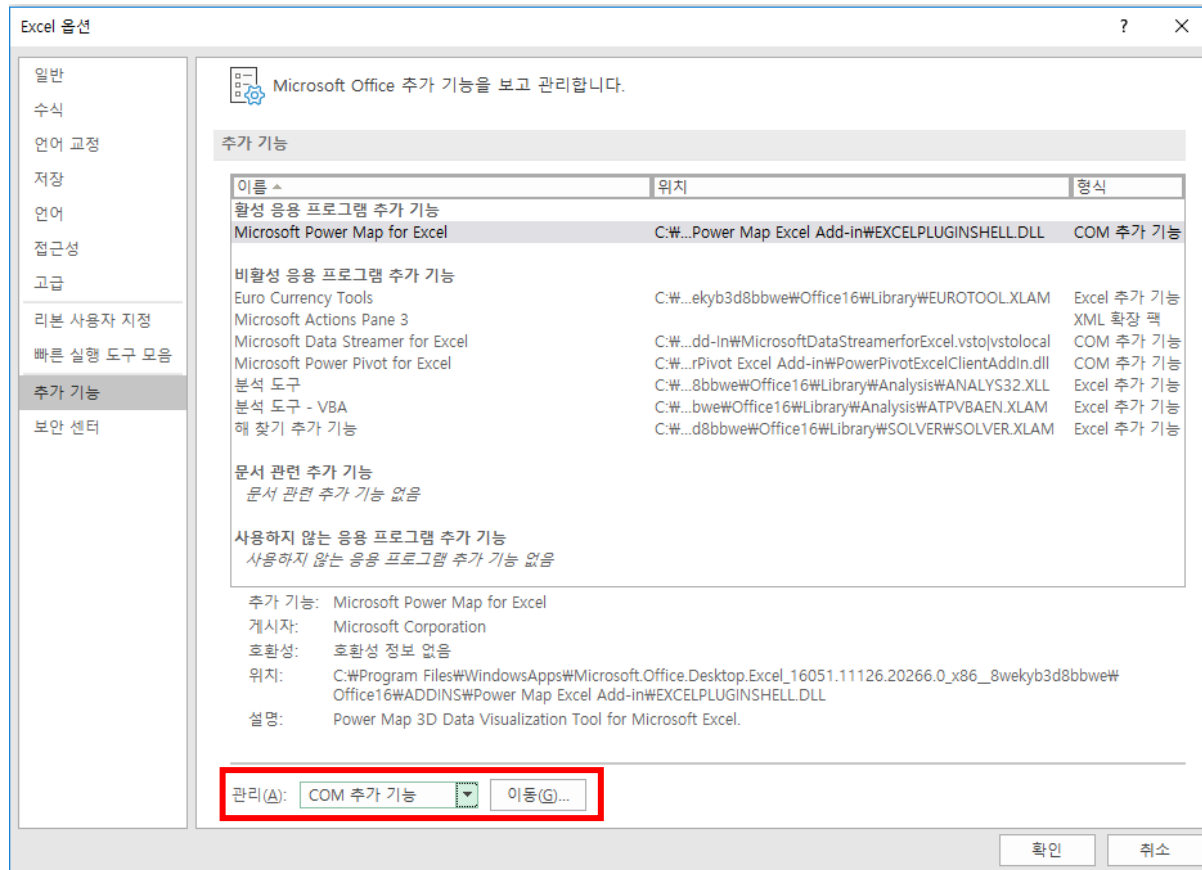 Excel 옵션
?
일반
수식
언어 교정
저장
언어
접근성
고급
리본 사용자 지정
빠른 실행 도구 모음
추가 기능
보안 센터
Microsoft Office 추가 기능을 보고 관리합니다.
추가 기능
이름 위치 형식
활성 응용 프로그램 추가 기능
Microsoft Power Map for Excel C:₩...Power Map Excel Add-in₩EXCELPLUGINSHELL.DLL COM 추가 기능
비활성 응용 프로그램 추가 기능
Euro Currency Tools C:₩...ekyb3d8bbwe₩Office16₩Library₩EUROTOOL.XLAM Excel 추가 기능
Microsoft Actions Pane 3 XML 확장 팩
Microsoft Data Streamer for Excel C:₩...dd-In₩MicrosoftDataStreamerforExcel.vsto|vstolocal COM 추가 기능
Microsoft Power Pivot for Excel C:₩...rPivot Excel Add-in₩PowerPivotExcelClientAddIn.dll COM 추가 기능
분석 도구 C:₩...8bbwe₩Office16₩Library₩Analysis₩ANALYS32.XLL Excel 추가 기능
분석 도구 - VBA C:₩...bwe₩Office16₩Library₩Analysis₩ATPVBAEN.XLAM Excel 추가 기능
해 찾기 추가 기능 C:₩...d8bbwe₩Office16₩Library₩SOLVER₩SOLVER.XLAM Excel 추가 기능
문서 관련 추가 기능
문서 관련 추가 기능 없음
사용하지 않는 응용 프로그램 추가 기능
사용하지 않는 응용 프로그램 추가 기능 없음
추가 기능: Microsoft Power Map for Excel
게시자: Microsoft Corporation
호환성: 호환성 정보 없음
위치: C:₩Program Files₩WindowsApps₩Microsoft.Office.Desktop.Excel_16051.11126.20266.0_x86__8wekyb3d8bbwe₩
Office16₩ADDINS₩Power Map Excel Add-in₩EXCELPLUGINSHELL.DLL
설명: Power Map 3D Data Visualization Tool for Microsoft Excel.
관리(A): COM 추가 기능 이동(G)...
확인 취소